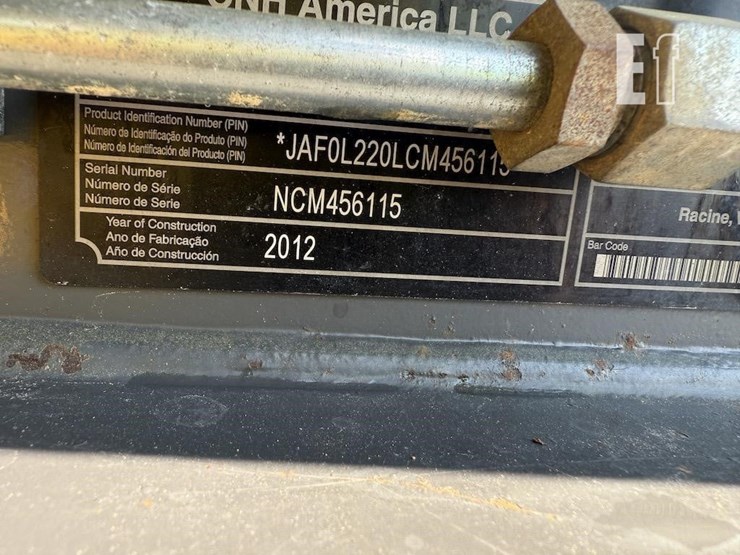 CNH America LLC
Ef
Product Identification Number (PIN)
Número de Identificação do Produto (PIN)
Número de Identificación del Producto (PIN)
*JAF0L220LCM456115
Serial Number
Número de Série
Número de Serie
NCM456115
Year of Construction
Ano de Fabricação
Año de Construcción
2012
Racine,
Bar Code